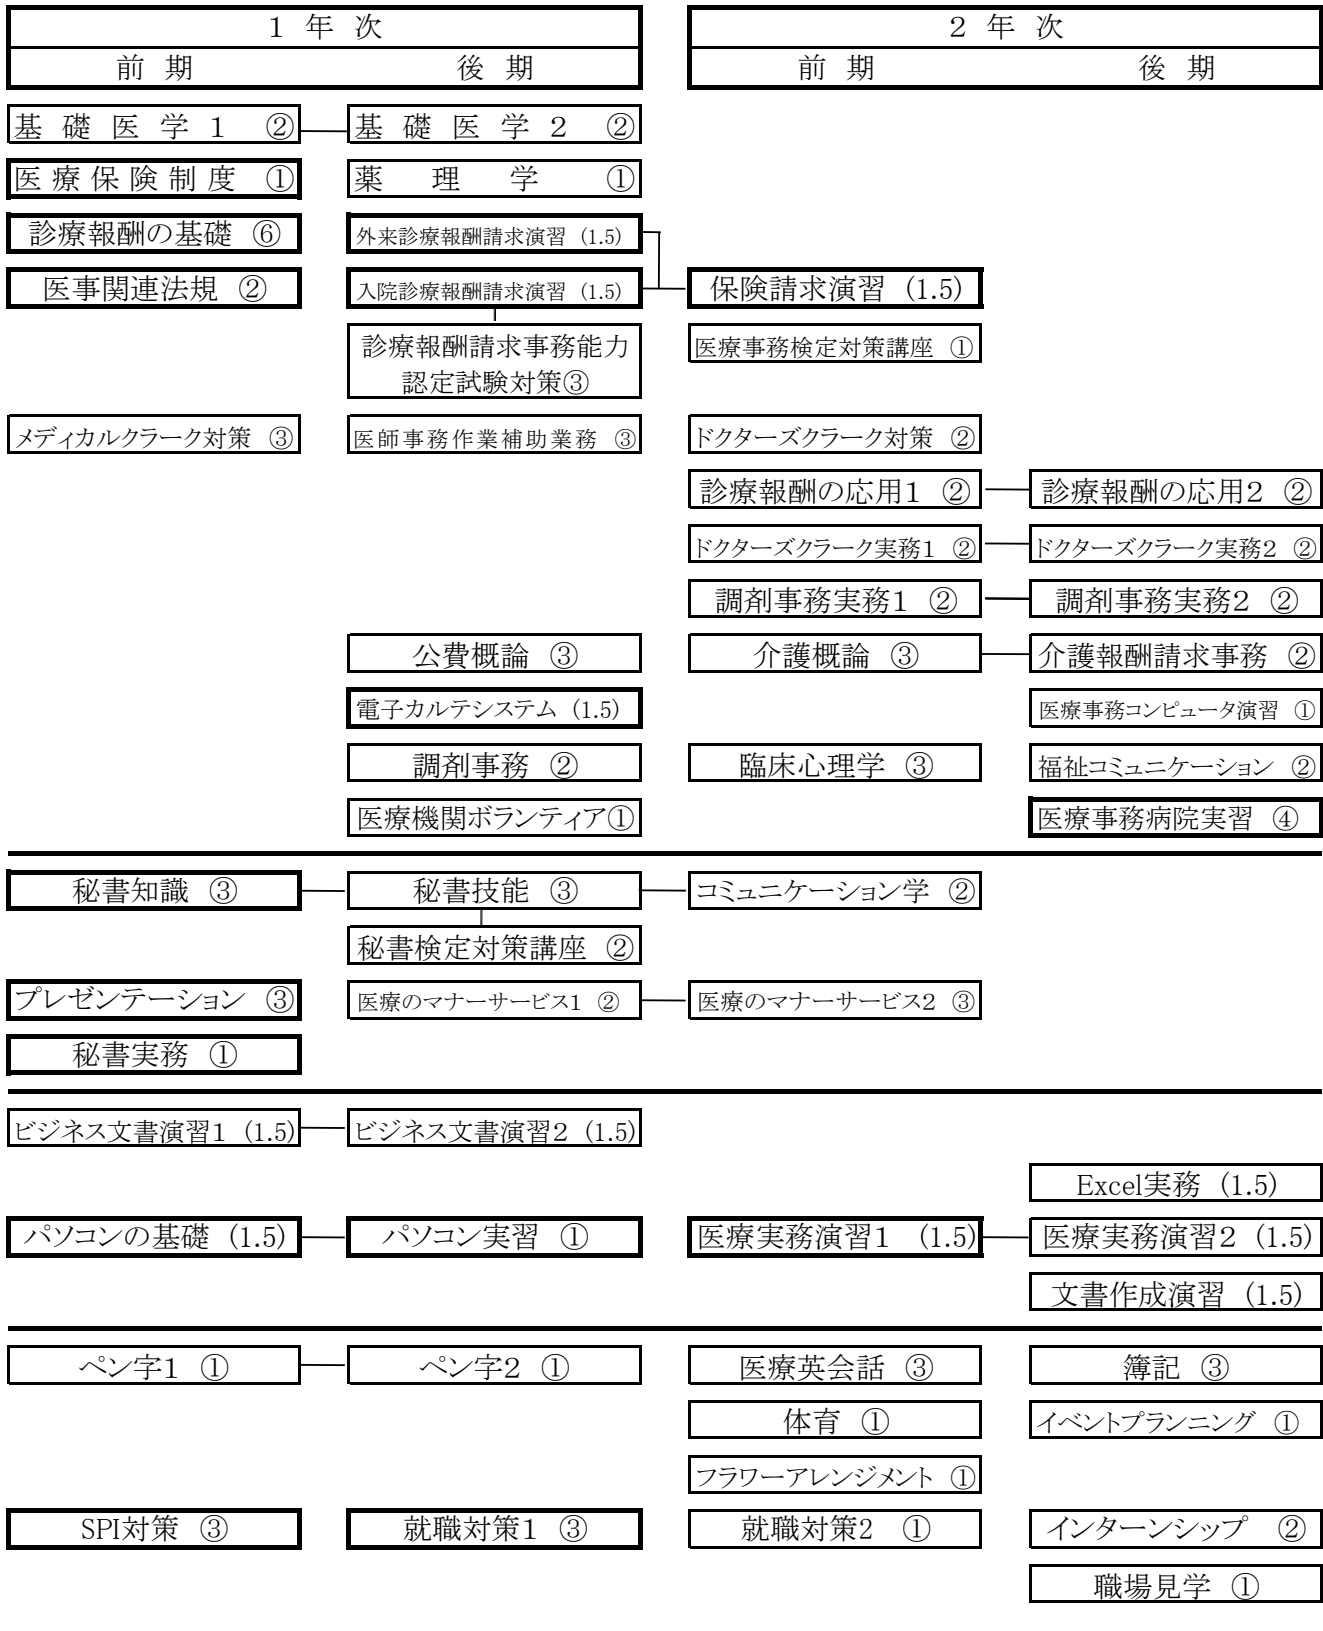 １ 年 次
２ 年 次
前 期
後 期
前 期
後 期
基 礎 医 学 １ ②
基 礎 医 学 ２ ②
医 療 保 険 制 度 ①
薬 理 学 ①
診療報酬の基礎 ⑥
外来診療報酬請求演習 (1.5)
医事関連法規 ②
入院診療報酬請求演習 (1.5)
保険請求演習 (1.5)
診療報酬請求事務能力
認定試験対策③
医療事務検定対策講座 ①
メディカルクラーク対策 ③
医師事務作業補助業務 ③
ドクターズクラーク対策 ②
診療報酬の応用１ ②
診療報酬の応用２ ②
ドクターズクラーク実務１ ②
ドクターズクラーク実務２ ②
調剤事務実務１ ②
調剤事務実務２ ②
公費概論 ③
介護概論 ③
介護報酬請求事務 ②
電子カルテシステム (1.5)
医療事務コンピュータ演習 ①
調剤事務 ②
臨床心理学 ③
福祉コミュニケーション ②
医療機関ボランティア①
医療事務病院実習 ④
秘書知識 ③
秘書技能 ③
コミュニケーション学 ②
秘書検定対策講座 ②
プレゼンテーション ③
医療のマナーサービス1 ②
医療のマナーサービス2 ③
秘書実務 ①
ビジネス文書演習１ (1.5)
ビジネス文書演習２ (1.5)
Excel実務 (1.5)
パソコンの基礎 (1.5)
パソコン実習 ①
医療実務演習１ (1.5)
医療実務演習２ (1.5)
文書作成演習 (1.5)
ペン字１ ①
ペン字２ ①
医療英会話 ③
簿記 ③
体育 ①
イベントプランニング ①
フラワーアレンジメント ①
SPI対策 ③
就職対策１ ③
就職対策2 ①
インターンシップ ②
職場見学 ①